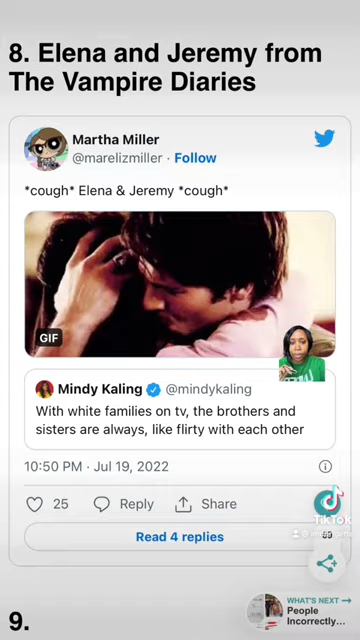 8. Elena and Jeremy from
The Vampire Diaries
Martha Miller
@marelizmiller · Follow
*cough* Elena & Jeremy *cough*
GIF
Mindy Kaling @mindykaling
With white families on tv, the brothers and
sisters are always, like flirty with each other
10:50 PM · Jul 19, 2022
25 Reply Share
TikTok
Read 4 replies
WHAT'S NEXT →
People
Incorrectly...
9.